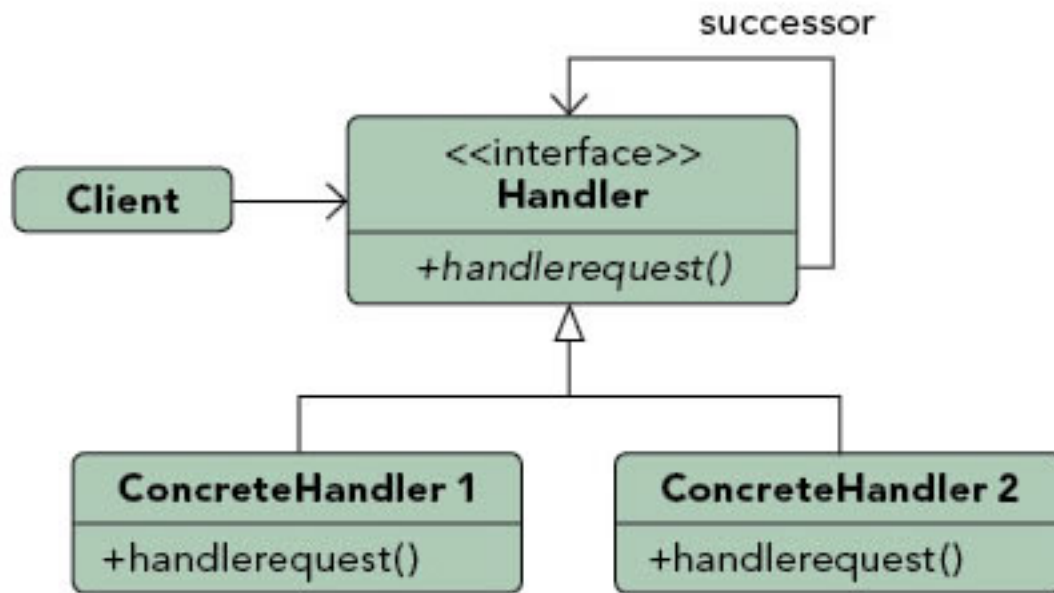 successor
<<interface>>
Handler
Client
+handlerequest()
ConcreteHandler 1
+handlerequest()
ConcreteHandler 2
+handlerequest()